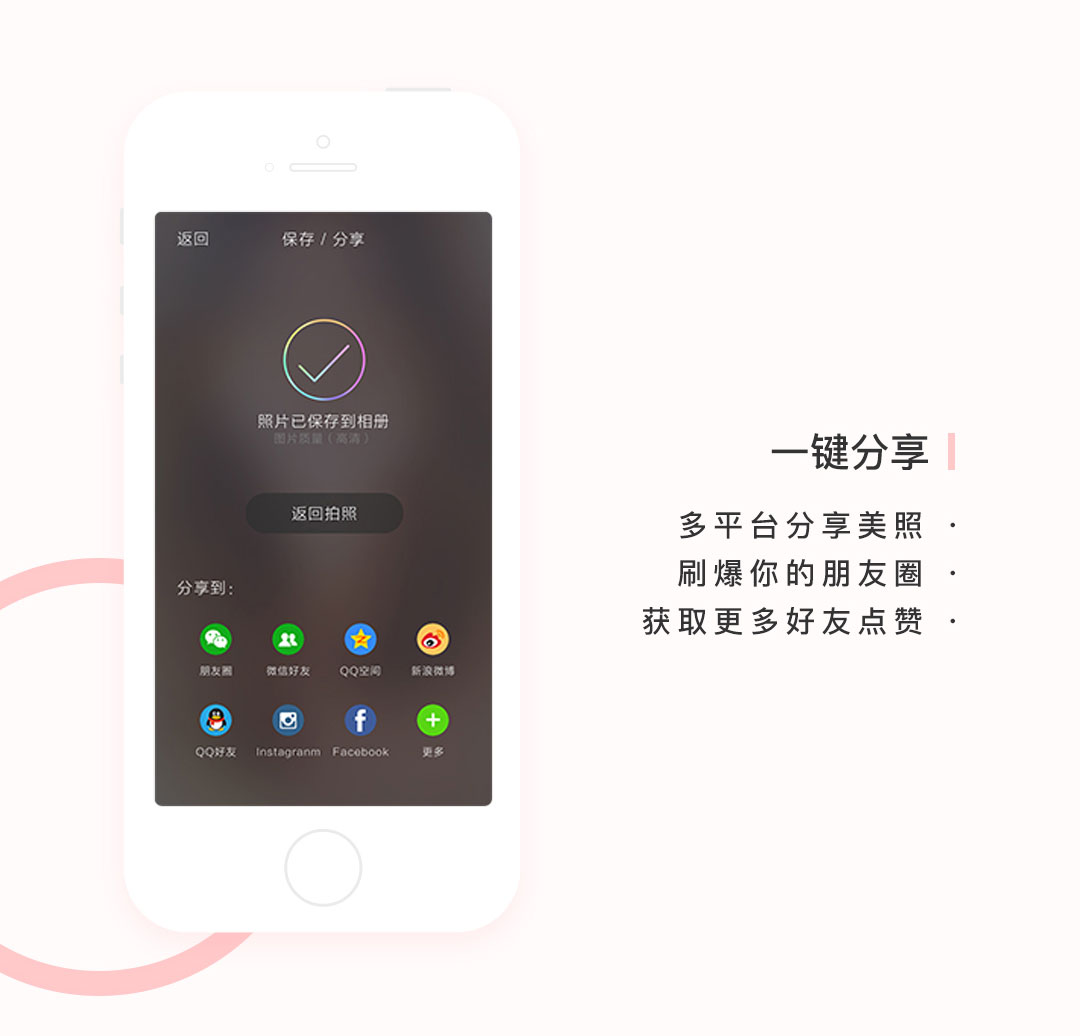 返回
保存 / 分享
照片已保存到相册
图片质量（高清）
返回拍照
分享到：
朋友圈 微信好友 QQ空间 新浪微博
QQ好友 Instagranm Facebook 更多
一键分享
多平台分享美照 ·
刷爆你的朋友圈 ·
获取更多好友点赞 ·